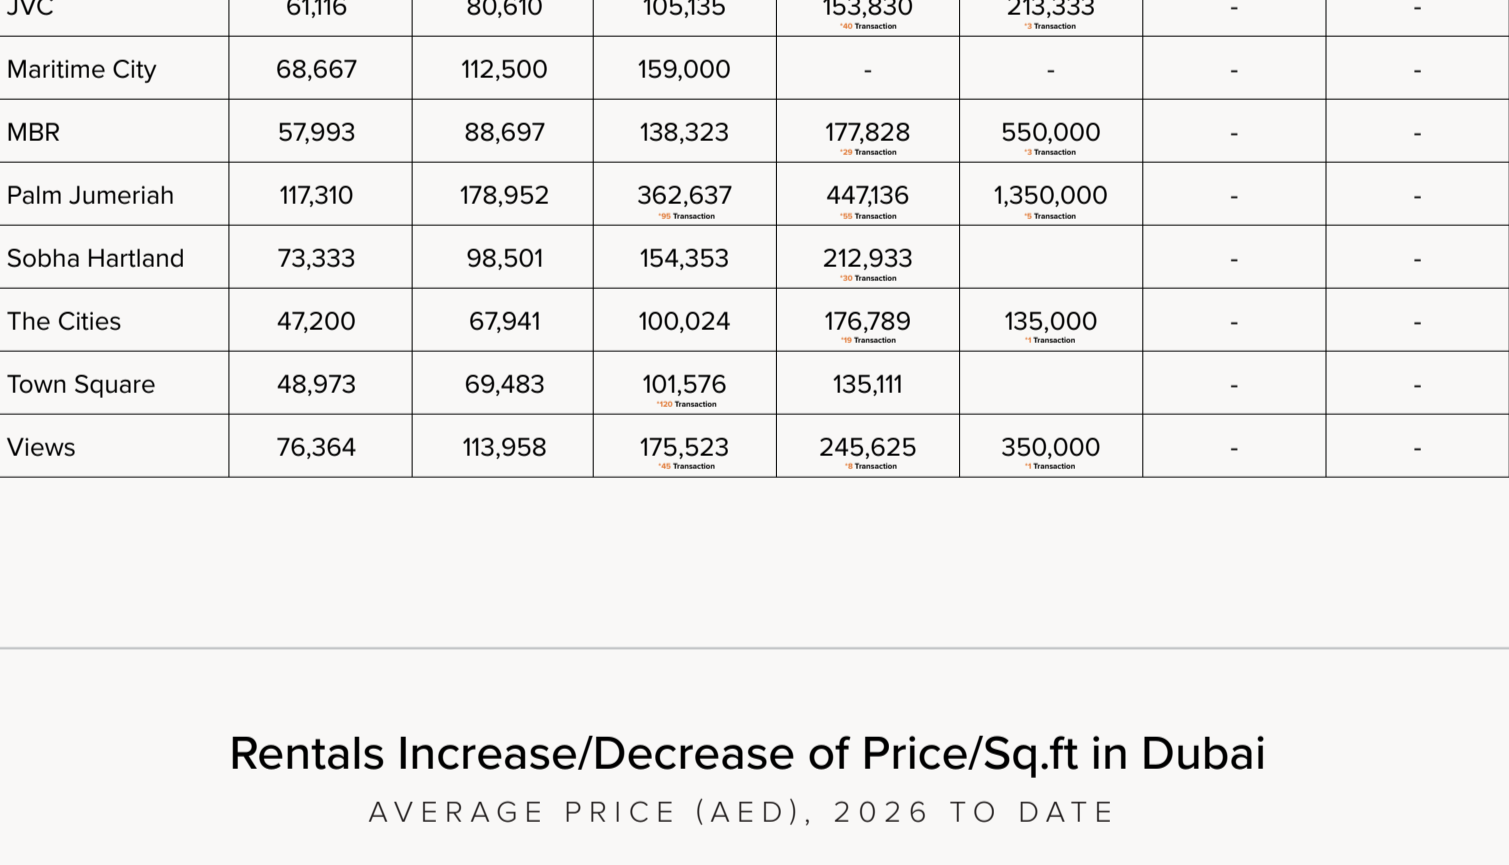 JVC 61,116 80,610 105,135 153,830 213,333 - -
*40 Transaction *3 Transaction
Maritime City 68,667 112,500 159,000 - - - -
MBR 57,993 88,697 138,323 177,828 550,000 - -
*29 Transaction *3 Transaction
Palm Jumeriah 117,310 178,952 362,637 447,136 1,350,000 - -
*95 Transaction *55 Transaction *5 Transaction
Sobha Hartland 73,333 98,501 154,353 212,933 - -
*30 Transaction
The Cities 47,200 67,941 100,024 176,789 135,000 - -
*19 Transaction *1 Transaction
Town Square 48,973 69,483 101,576 135,111 - -
*120 Transaction
Views 76,364 113,958 175,523 245,625 350,000 - -
*45 Transaction *8 Transaction *1 Transaction
Rentals Increase/Decrease of Price/Sq.ft in Dubai
AVERAGE PRICE (AED), 2026 TO DATE